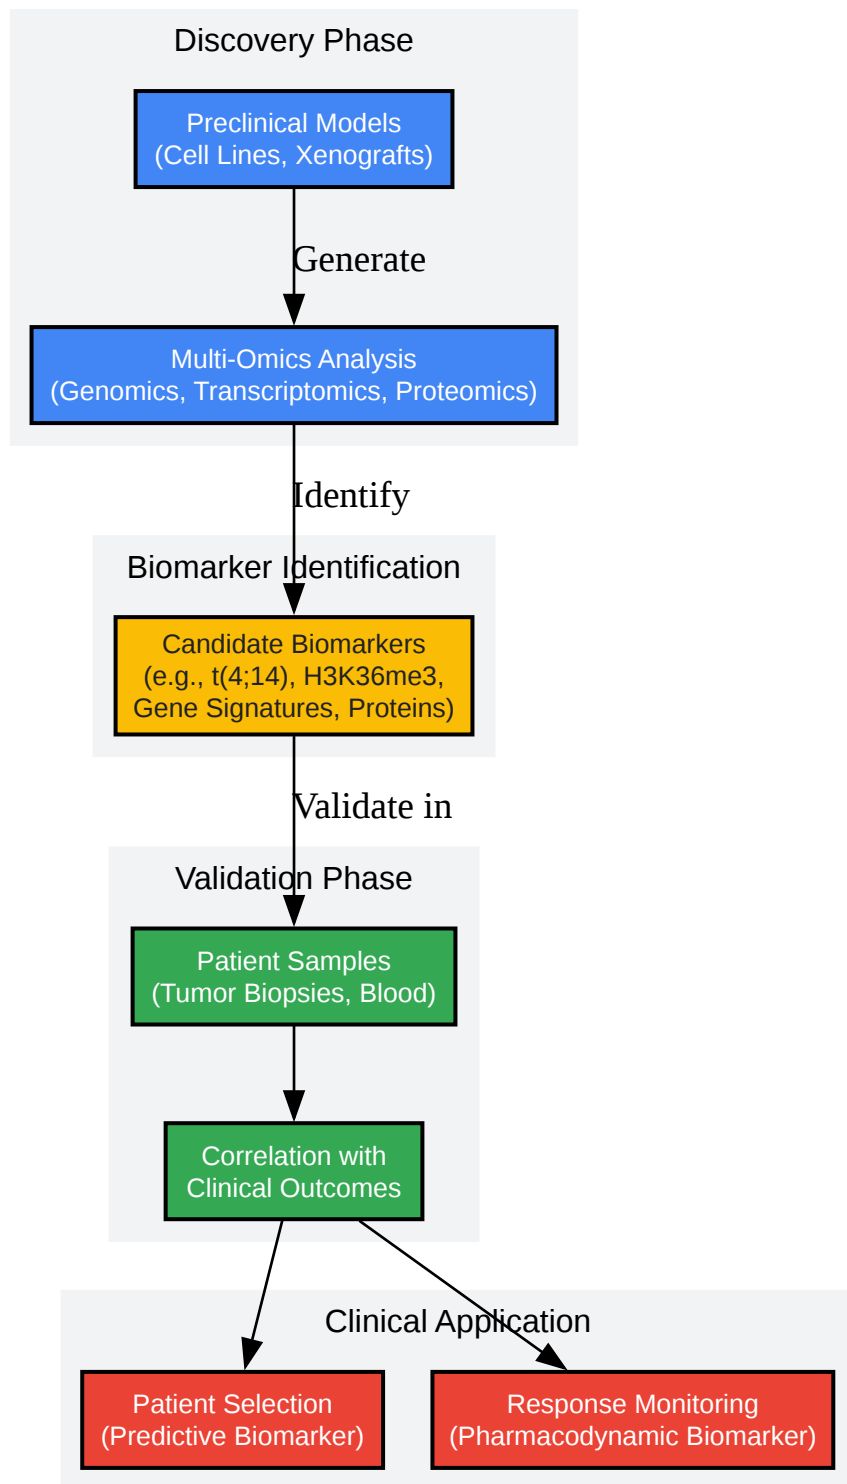 Discovery Phase
Preclinical Models
(Cell Lines, Xenografts)
Generate
Multi-Omics Analysis
(Genomics, Transcriptomics, Proteomics)
Identify
Biomarker Identification
Candidate Biomarkers
(e.g., t(4;14), H3K36me3,
Gene Signatures, Proteins)
Validate in
Validation Phase
Patient Samples
(Tumor Biopsies, Blood)
Correlation with
Clinical Outcomes
Clinical Application
Patient Selection
(Predictive Biomarker)
Response Monitoring
(Pharmacodynamic Biomarker)